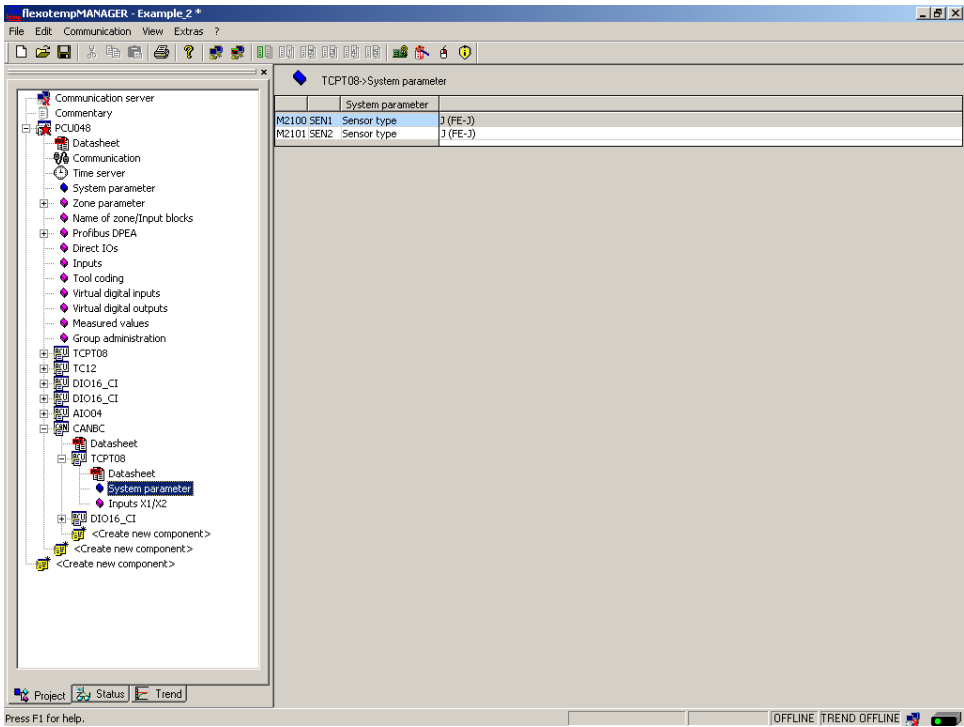 flexotempMANAGER - Example_2 *
File Edit Communication View Extras ?
TCPT08->System parameter
System parameter
M2100 SEN1 Sensor type J (FE-J)
M2101 SEN2 Sensor type J (FE-J)
Communication server
Commentary
PCU048
Datasheet
Communication
Time server
System parameter
Zone parameter
Name of zone/Input blocks
Profibus DPEA
Direct IOs
Inputs
Tool coding
Virtual digital inputs
Virtual digital outputs
Measured values
Group administration
TCPT08
TC12
DIO16_CI
DIO16_CI
AIO04
CANBC
Datasheet
TCPT08
Datasheet
System parameter
Inputs X1/X2
DIO16_CI
<Create new component>
<Create new component>
<Create new component>
Project Status Trend
Press F1 for help. OFFLINE TREND OFFLINE